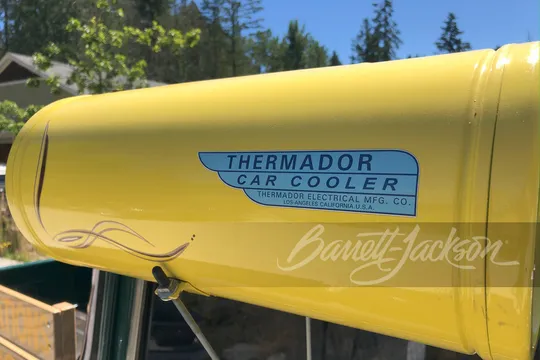 THERMADOR
CAR COOLER
THERMADOR ELECTRICAL MFG. CO.
LOS ANGELES CALIFORNIA U.S.A.
Barrett-Jackson